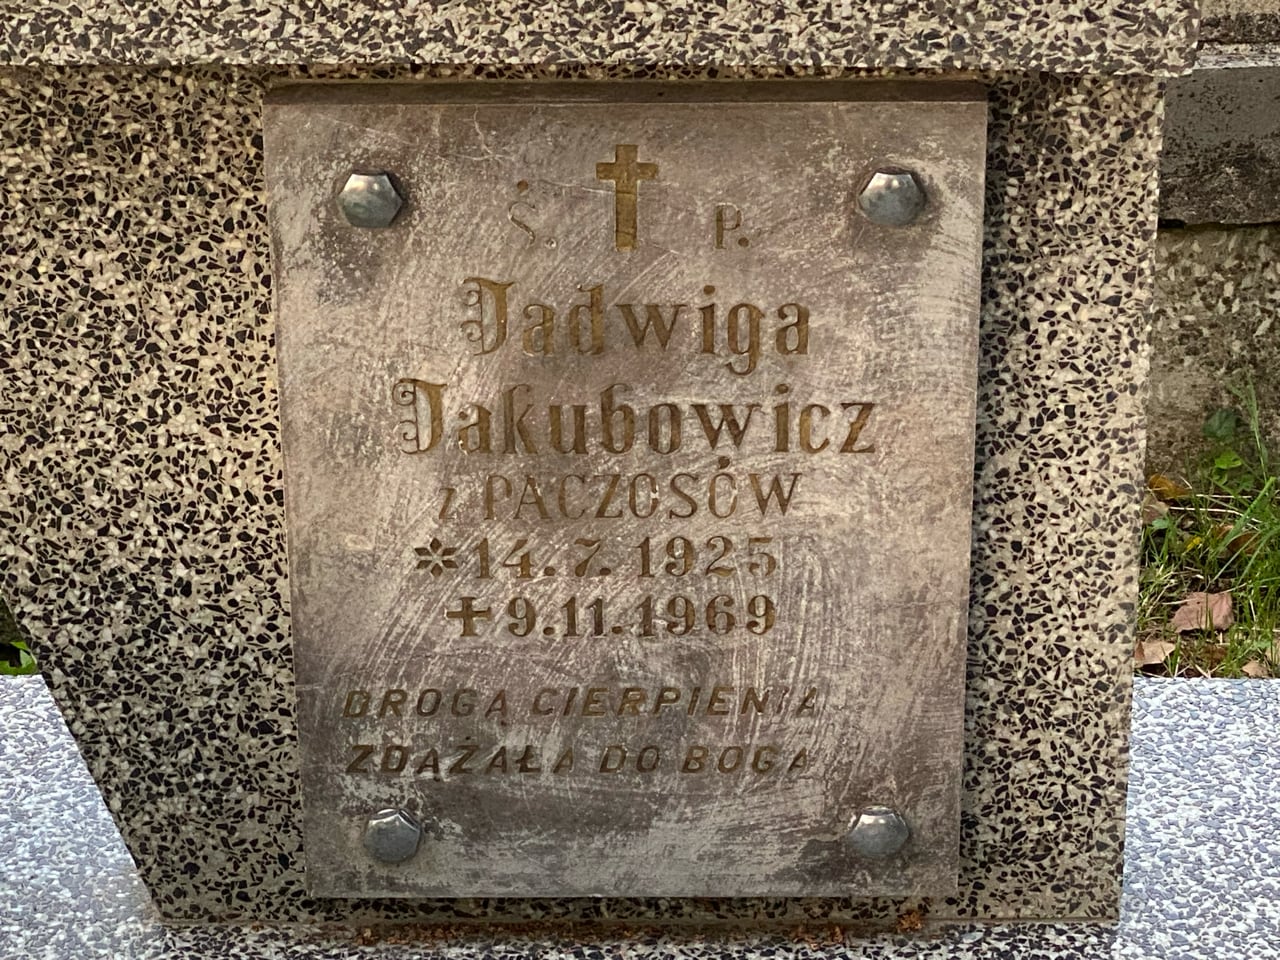 Ś. P.
Jadwiga
Jakubowicz
z PACZOSÓW
* 14.7.1925
✝ 9.11.1969
DROGĄ CIERPIENIA
ZDĄŻAŁA DO BOGA